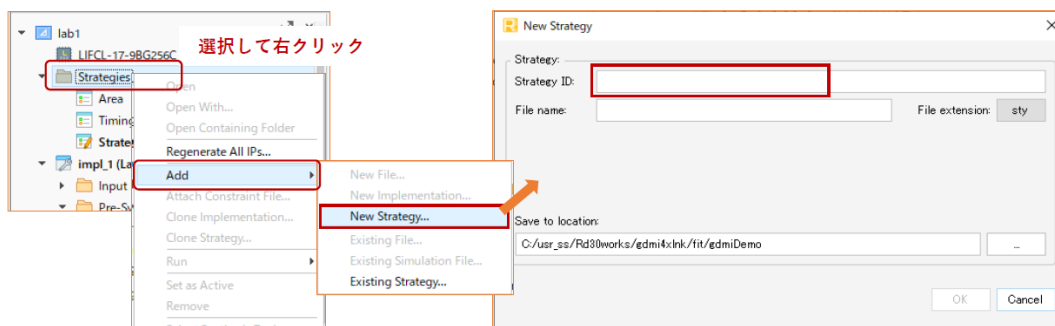 lab1
LIFCL-17-9BG256C
選択して右クリック
Strategies
Area
Timing
Strate
impl_1 (La
Input
Pre-Sy
Open
Open With...
Open Containing Folder
Regenerate All IPs...
Add
Attach Constraint File...
Clone Implementation...
Clone Strategy...
Run
Set as Active
Remove
New File...
New Implementation...
New Strategy...
Existing File...
Existing Simulation File...
Existing Strategy...
New Strategy
Strategy:
Strategy ID:
File name:
File extension: sty
Save to location:
C:/usr_ss/Rd30works/gdmi4xlnk/fit/gdmiDemo
...
OK Cancel